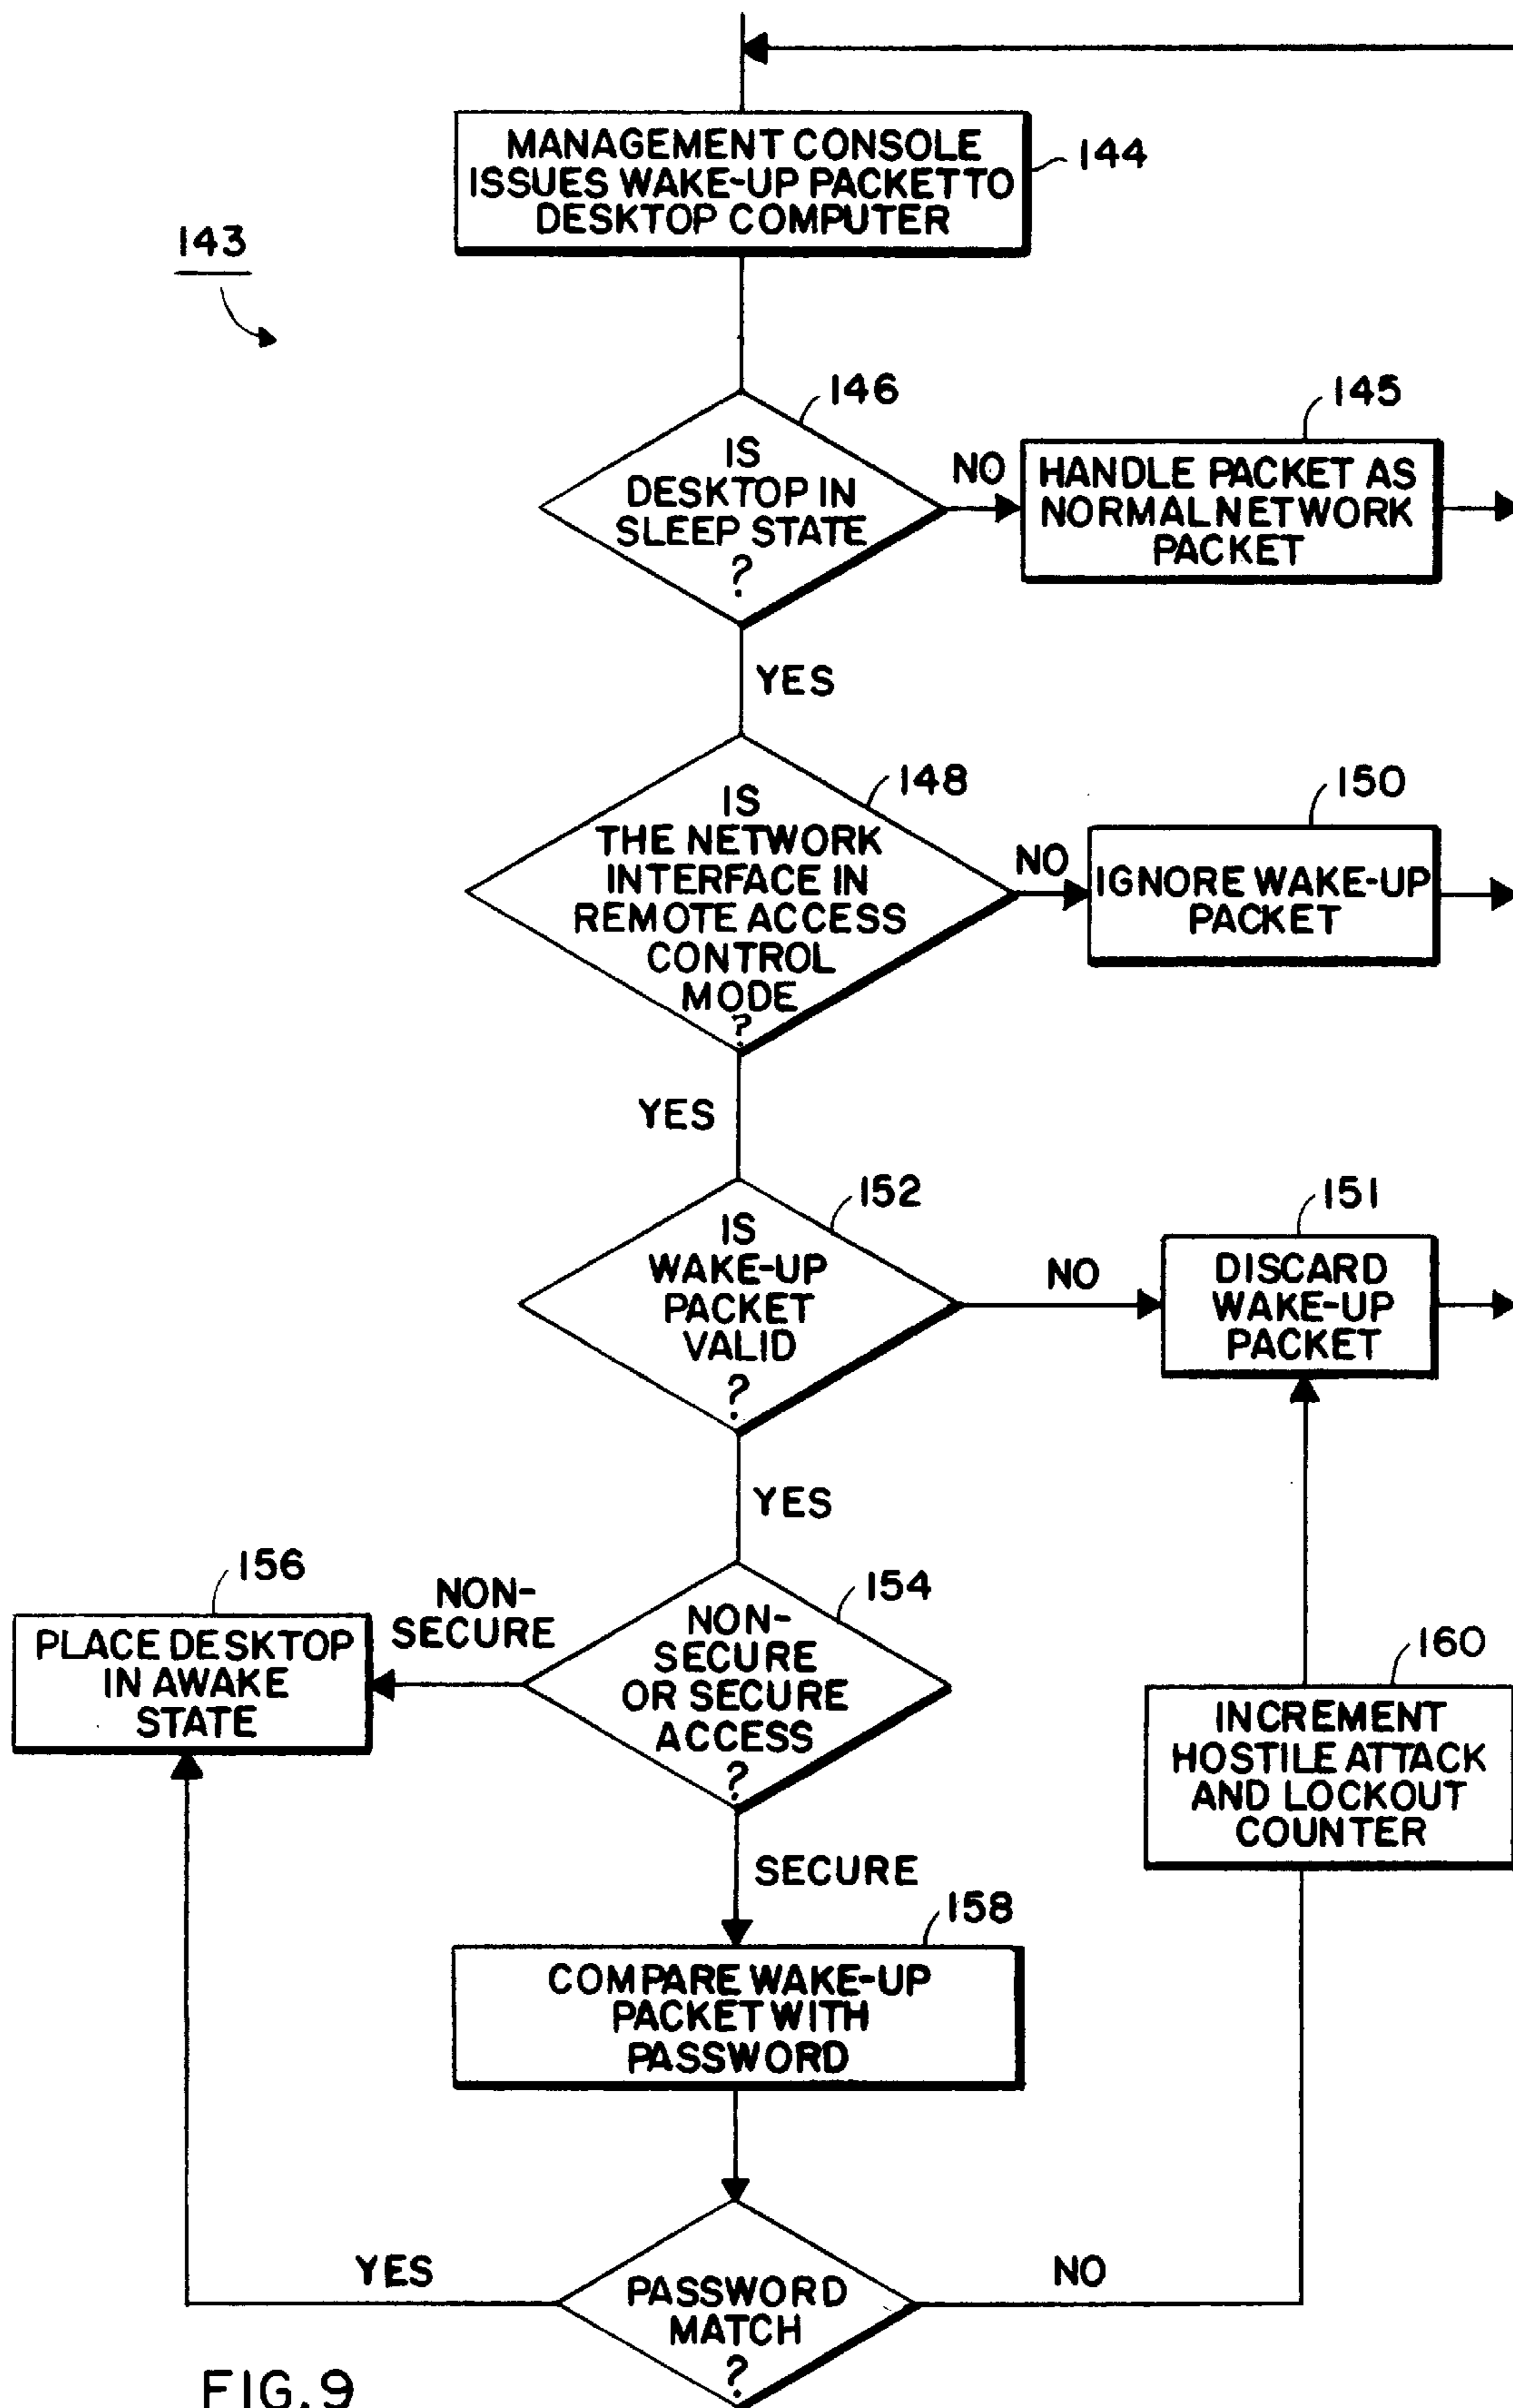 MANAGEMENT CONSOLE
ISSUES WAKE-UP PACKET TO
DESKTOP COMPUTER
144
143
146
IS
DESKTOP IN
SLEEP STATE
?
NO
145
HANDLE PACKET AS
NORMAL NETWORK
PACKET
YES
148
IS
THE NETWORK
INTERFACE IN
REMOTE ACCESS
CONTROL
MODE
?
NO
150
IGNORE WAKE-UP
PACKET
YES
152
IS
WAKE-UP
PACKET
VALID
?
NO
151
DISCARD
WAKE-UP
PACKET
YES
154
NON-
SECURE
OR SECURE
ACCESS
?
NON-
SECURE
156
PLACE DESKTOP
IN AWAKE
STATE
160
INCREMENT
HOSTILE ATTACK
AND LOCKOUT
COUNTER
SECURE
158
COMPARE WAKE-UP
PACKET WITH
PASSWORD
YES
PASSWORD
MATCH
?
NO
FIG.9